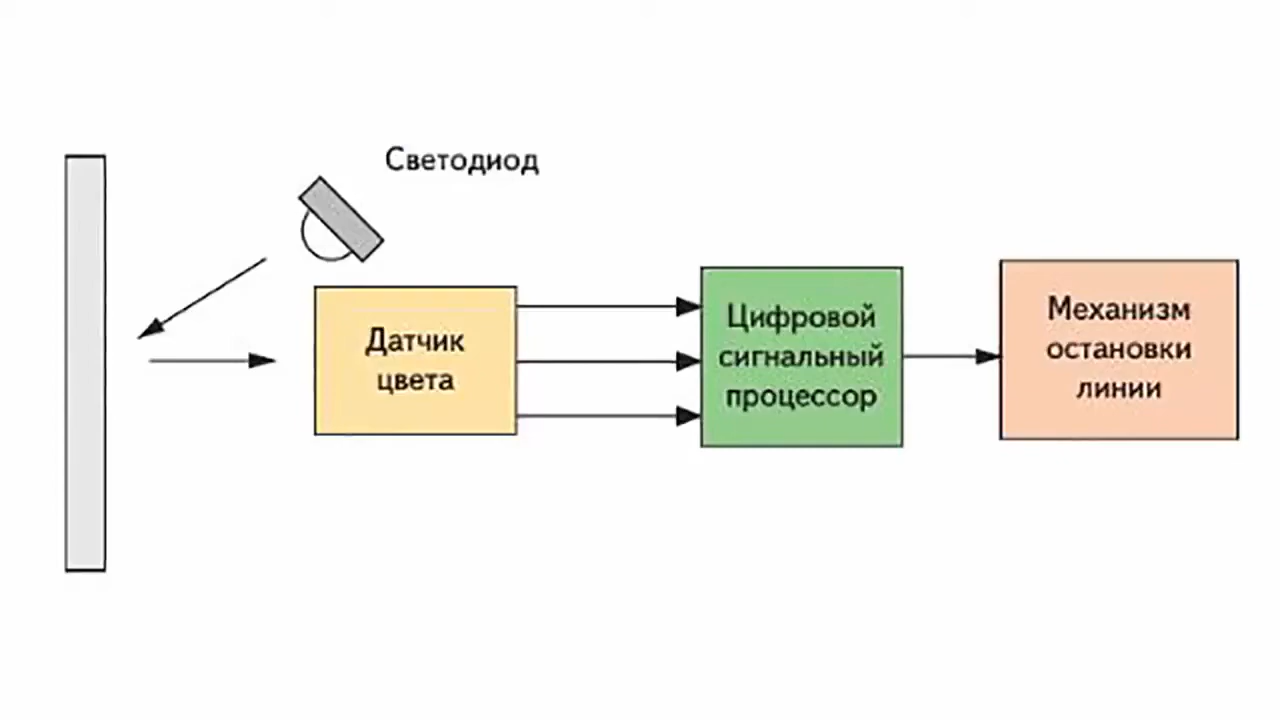 Светодиод
Датчик
цвета
Цифровой
сигнальный
процессор
Механизм
остановки
линии